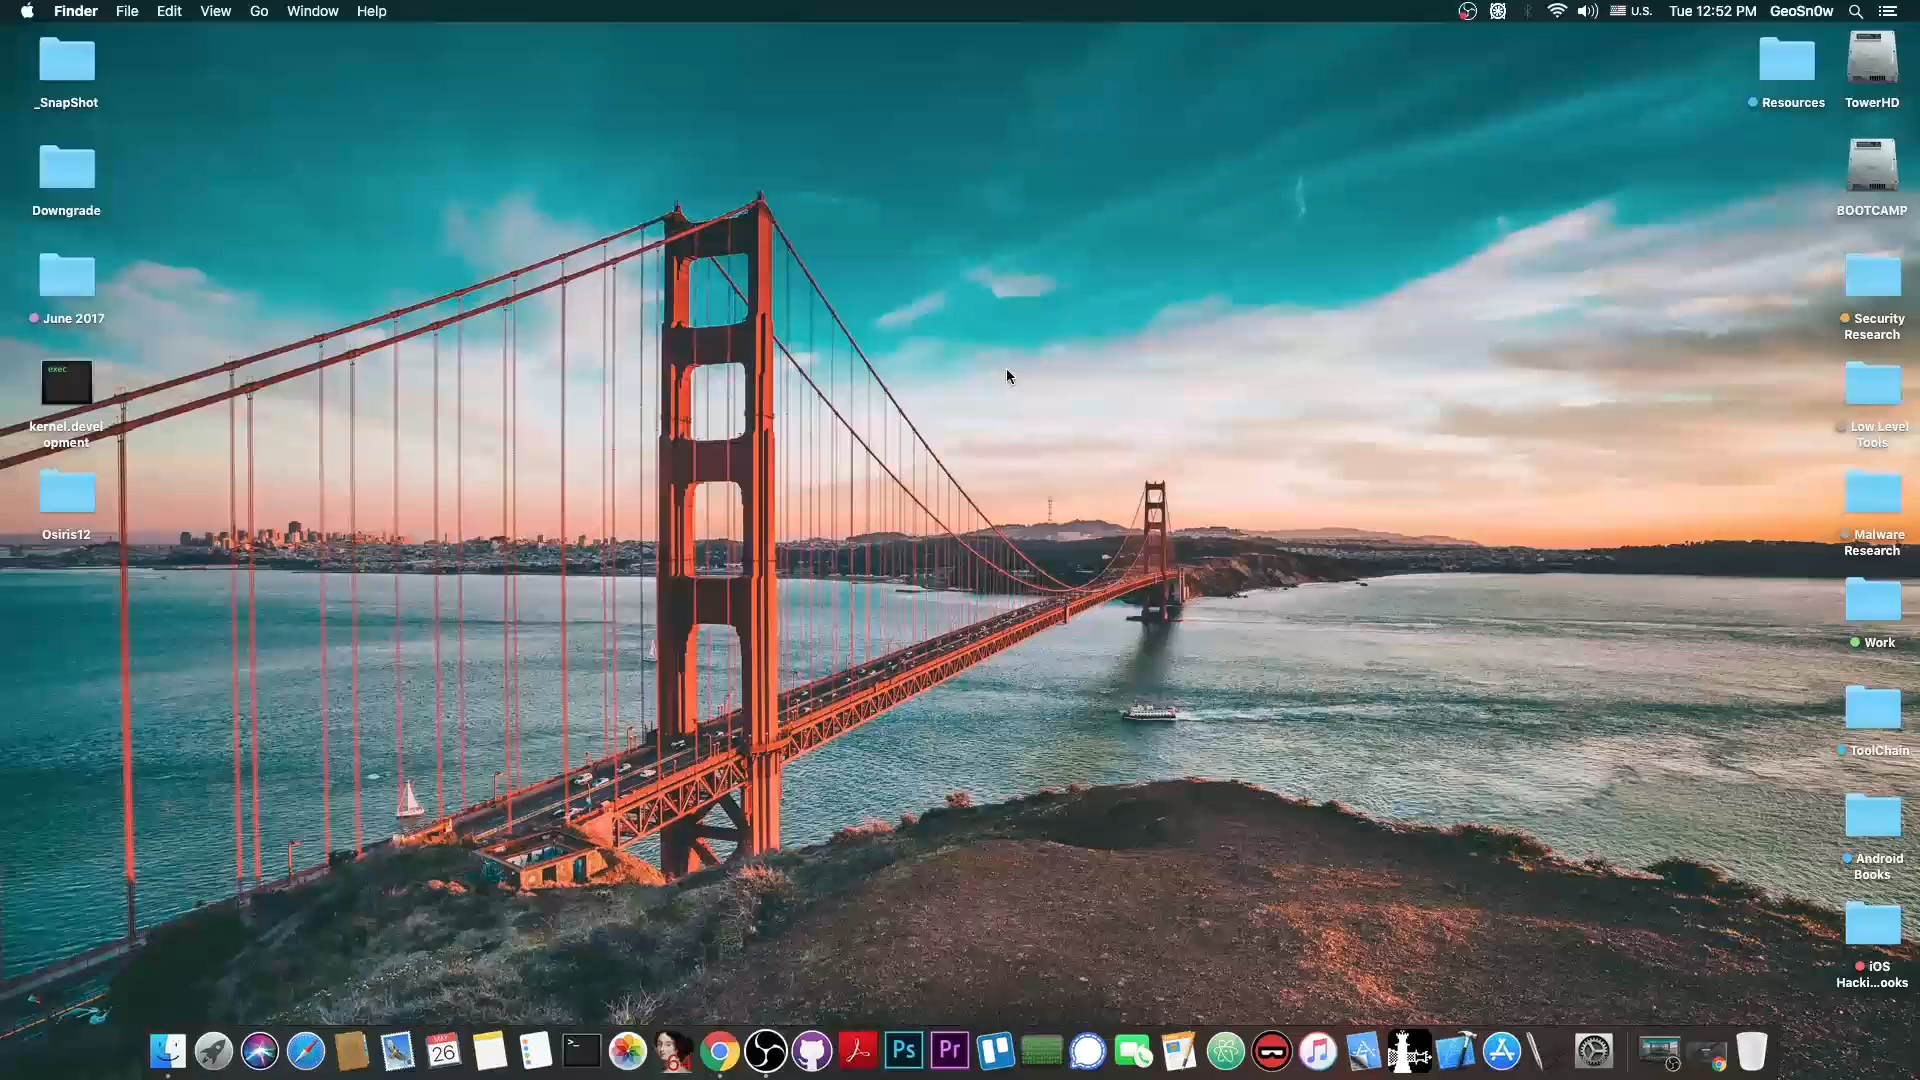 Finder File Edit View Go Window Help
U.S. Tue 12:52 PM GeoSn0w
_SnapShot
Downgrade
June 2017
exec
kernel.devel
opment
Osiris12
Resources
TowerHD
BOOTCAMP
Security
Research
Low Level
Tools
Malware
Research
Work
ToolChain
Android
Books
iOS
Hacki...ooks
MAY
26
>_
64
Ps
Pr